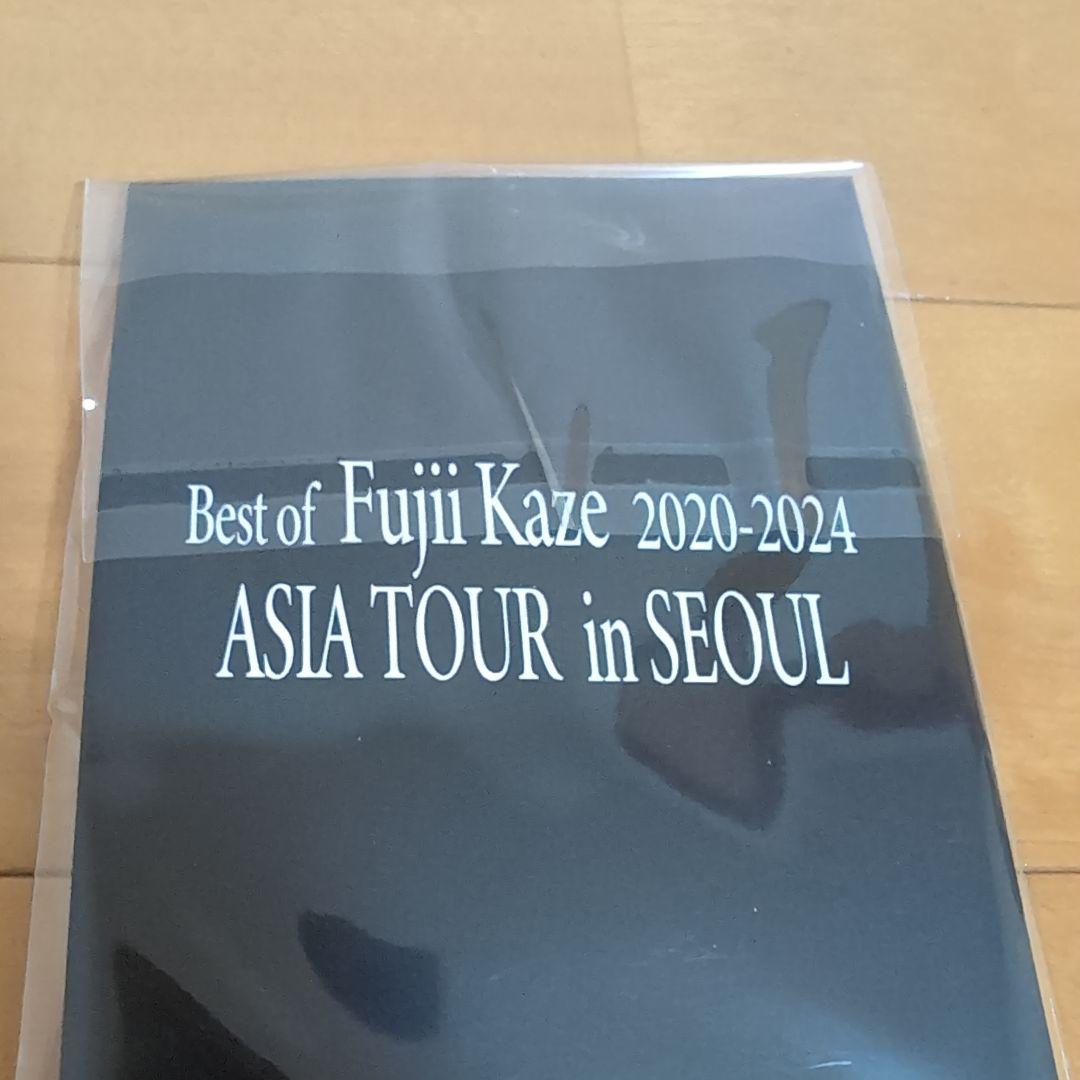 Best of Fujii Kaze 2020-2024
ASIA TOUR in SEOUL